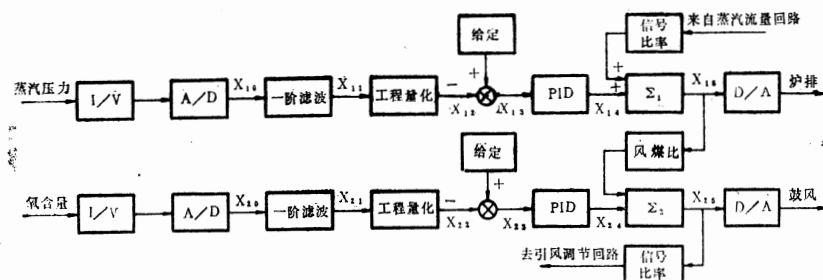 给定
信号
比率
来自蒸汽流量回路
蒸汽压力
I/V
A/D
X₁₀
一阶滤波
X₁₁
工程量化
−
X₁₂
+
X₁₃
PID
X₁₄
+
+
Σ₁
X₁₅
D/A
炉排
风煤比
给定
氧含量
I/V
A/D
X₂₀
一阶滤波
X₂₁
工程量化
−
X₂₂
+
X₂₃
PID
X₂₄
Σ₂
X₂₅
D/A
鼓风
去引风调节回路
信号
比率